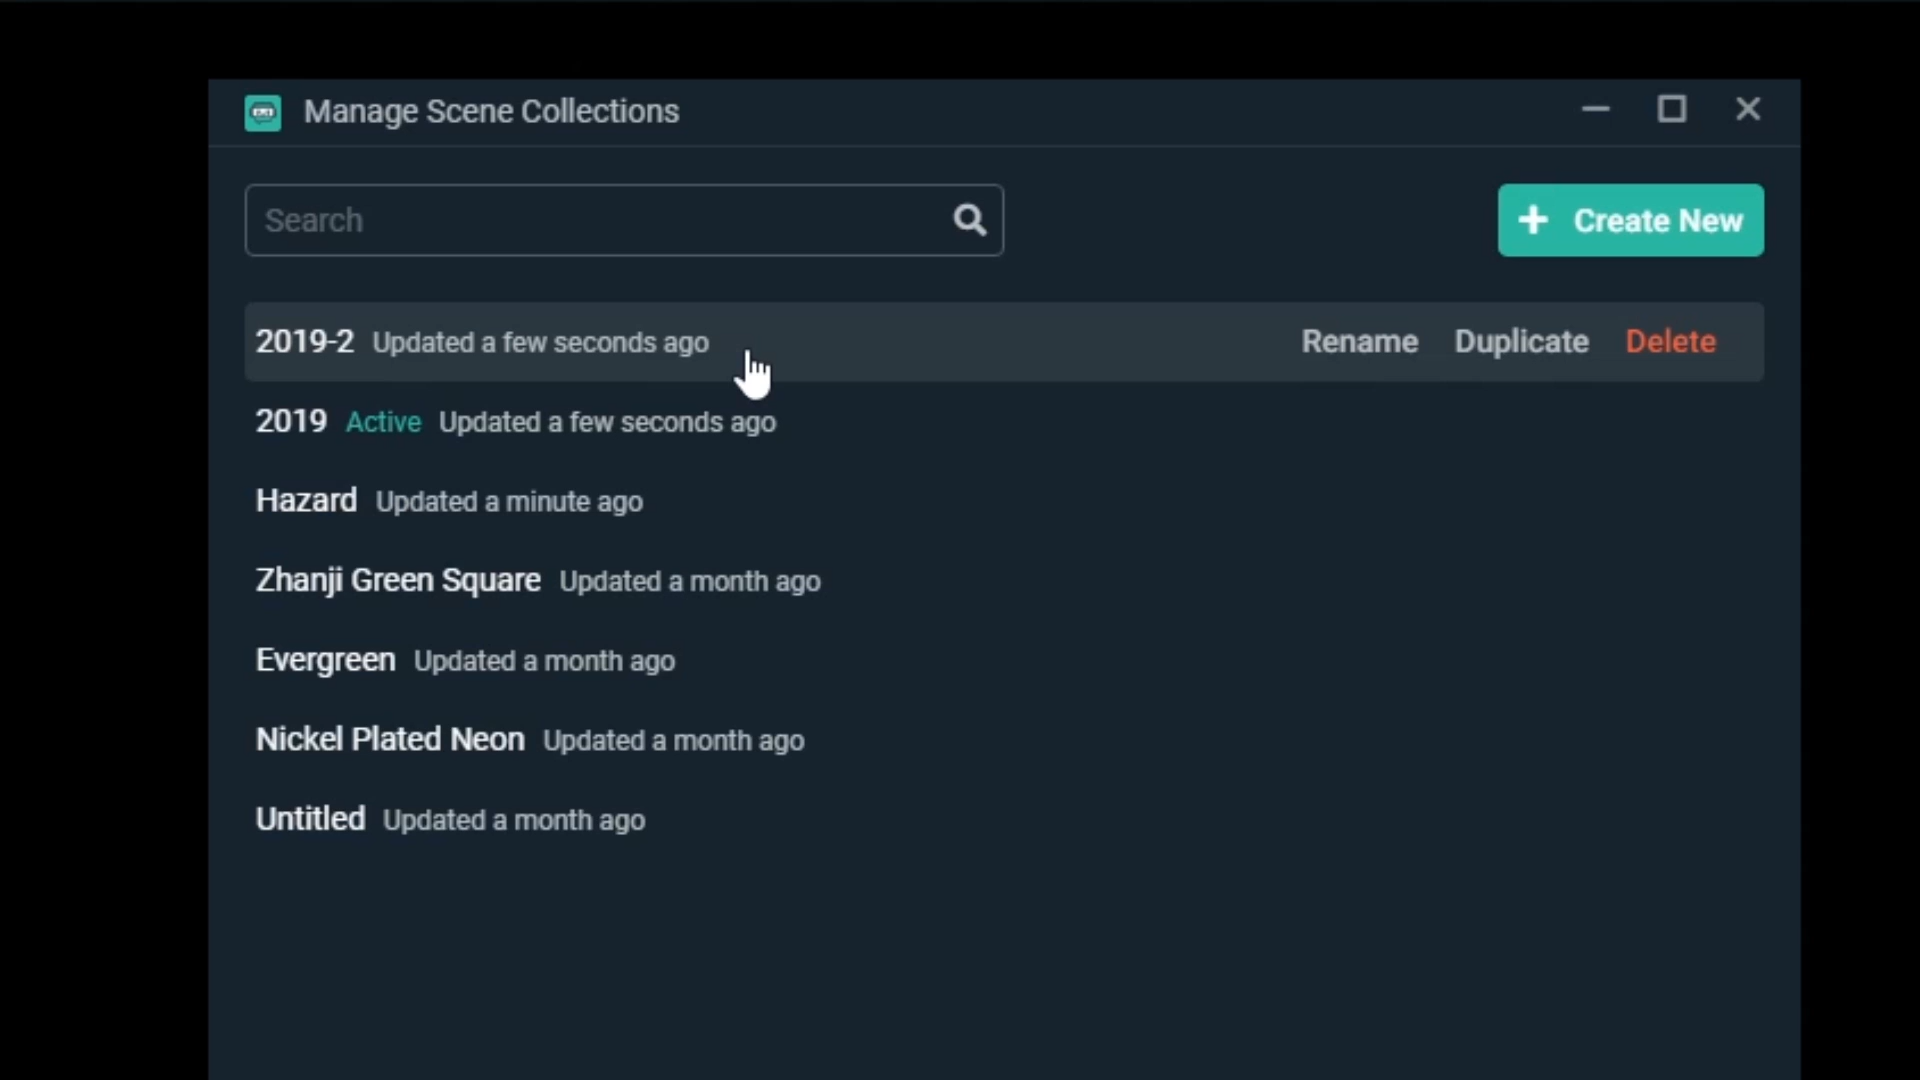 Manage Scene Collections
Search
Create New
2019-2 Updated a few seconds ago Rename Duplicate Delete
2019 Active Updated a few seconds ago
Hazard Updated a minute ago
Zhanji Green Square Updated a month ago
Evergreen Updated a month ago
Nickel Plated Neon Updated a month ago
Untitled Updated a month ago